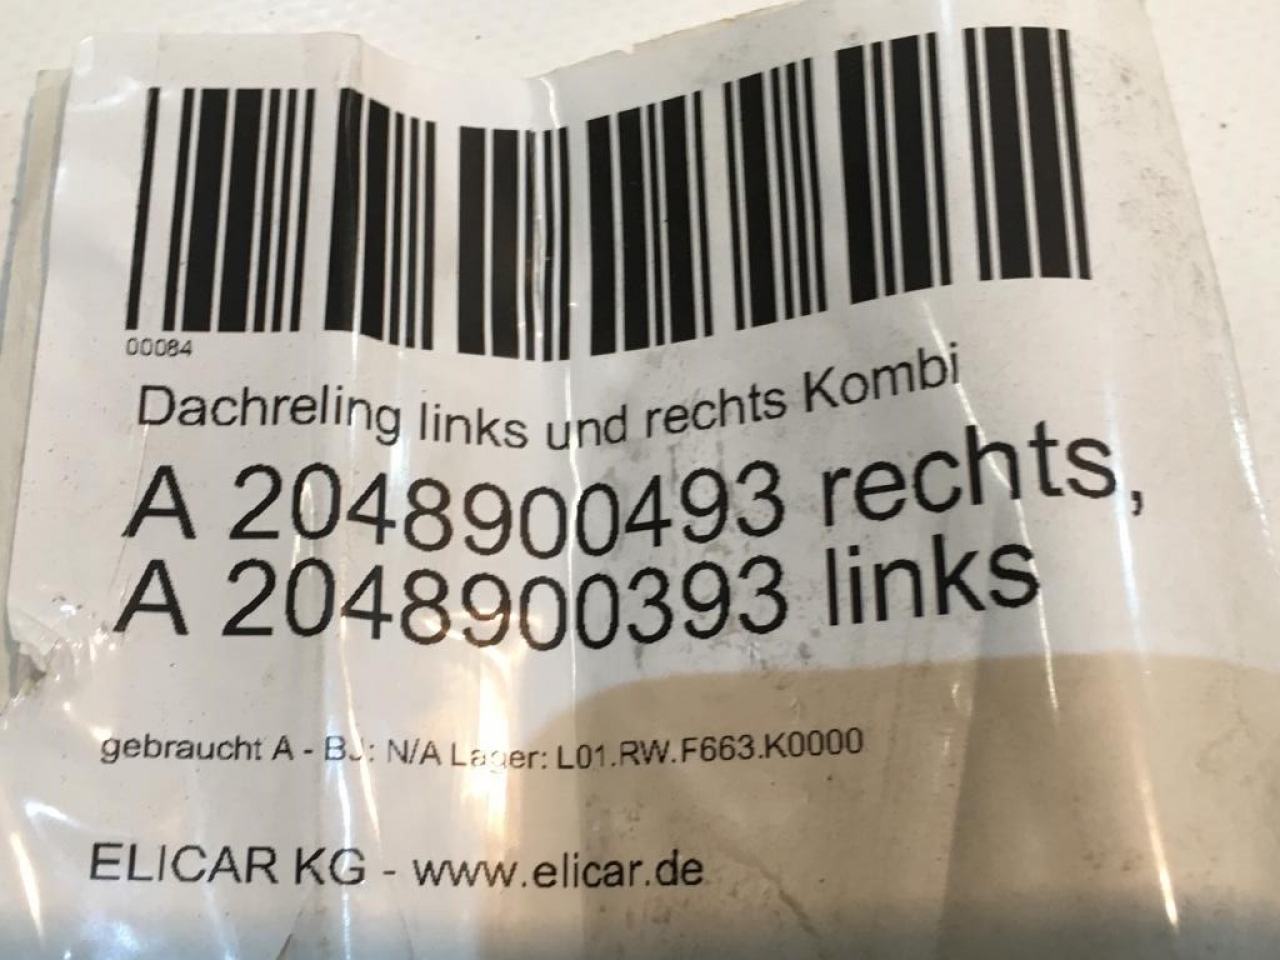 00084
Dachreling links und rechts Kombi
A 2048900493 rechts,
A 2048900393 links
gebraucht A - BJ: N/A Lager: L01.RW.F663.K0000
ELICAR KG - www.elicar.de